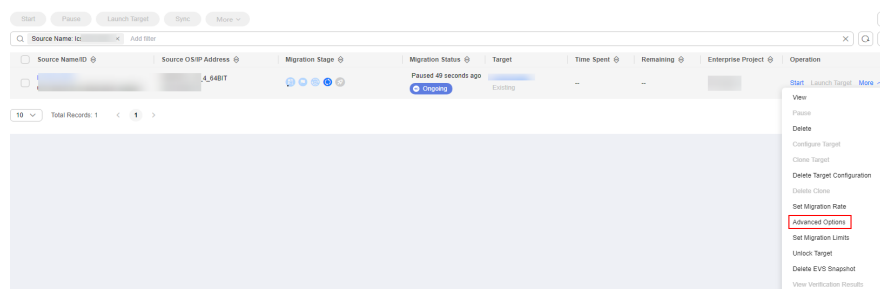 Start Pause Launch Target Sync More
Source Name: × Add filter
Source Name/ID Source OS/IP Address Migration Stage Migration Status Target Time Spent Remaining Enterprise Project Operation
_4_64BIT Paused 49 seconds ago – – Start Launch Target More
Ongoing Existing
View
10 Total Records: 1 < 1 >
Pause
Delete
Configure Target
Clone Target
Delete Target Configuration
Delete Clone
Set Migration Rate
Advanced Options
Set Migration Limits
Unlock Target
Delete EVS Snapshot
View Verification Results